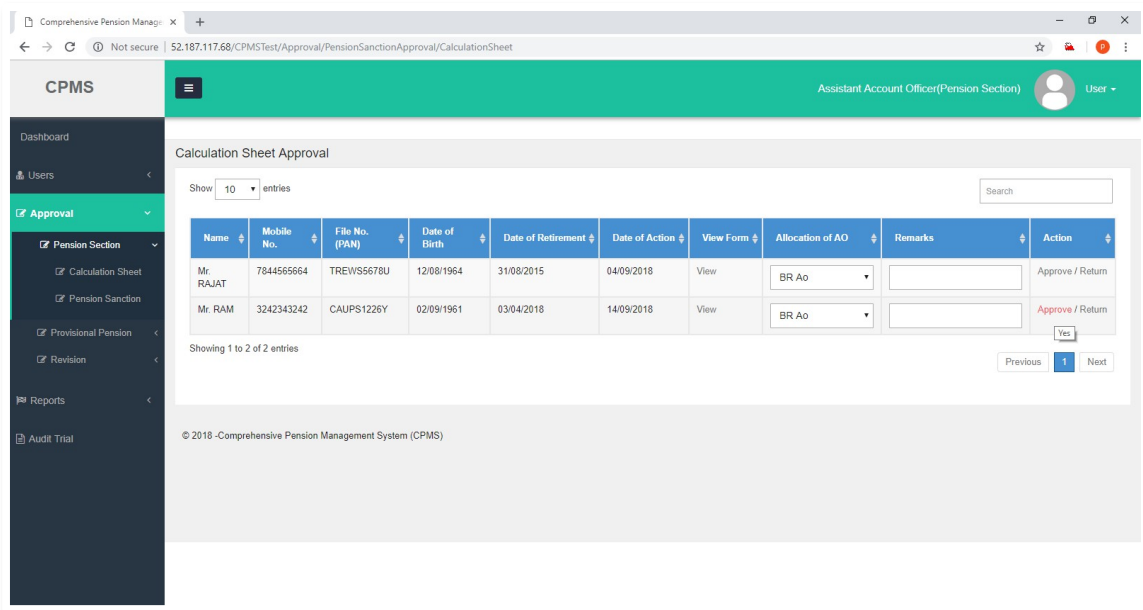 Comprehensive Pension Manage
Not secure | 52.187.117.68/CPMSTest/Approval/PensionSanctionApproval/CalculationSheet
P
CPMS
Assistant Account Officer(Pension Section)
User
Dashboard
Users
Approval
Pension Section
Calculation Sheet
Pension Sanction
Provisional Pension
Revision
Reports
Audit Trial
Calculation Sheet Approval
Show 10 entries
Search
Name Mobile No. File No. (PAN) Date of Birth Date of Retirement Date of Action View Form Allocation of AO Remarks Action
Mr. RAJAT 7844565664 TREWS5678U 12/08/1964 31/08/2015 04/09/2018 View BR Ao Approve / Return
Mr. RAM 3242343242 CAUPS1226Y 02/09/1961 03/04/2018 14/09/2018 View BR Ao Approve / Return
Yes
Showing 1 to 2 of 2 entries
Previous 1 Next
© 2018 -Comprehensive Pension Management System (CPMS)